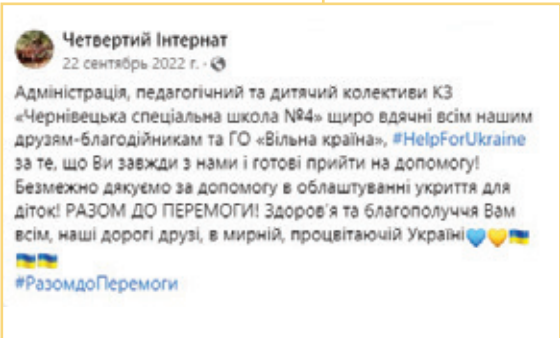 Четвертий Інтернат
22 сентябрь 2022 г. ·
Адміністрація, педагогічний та дитячий колективи КЗ
«Чернівецька спеціальна школа №4» щиро вдячні всім нашим
друзям-благодійникам та ГО «Вільна країна», #HelpForUkraine
за те, що Ви завжди з нами і готові прийти на допомогу!
Безмежно дякуємо за допомогу в облаштуванні укриття для
діток! РАЗОМ ДО ПЕРЕМОГИ! Здоров'я та благополуччя Вам
всім, наші дорогі друзі, в мирній, процвітаючій Україні💙💛🇺🇦
🇺🇦🇺🇦
#РазомдоПеремоги